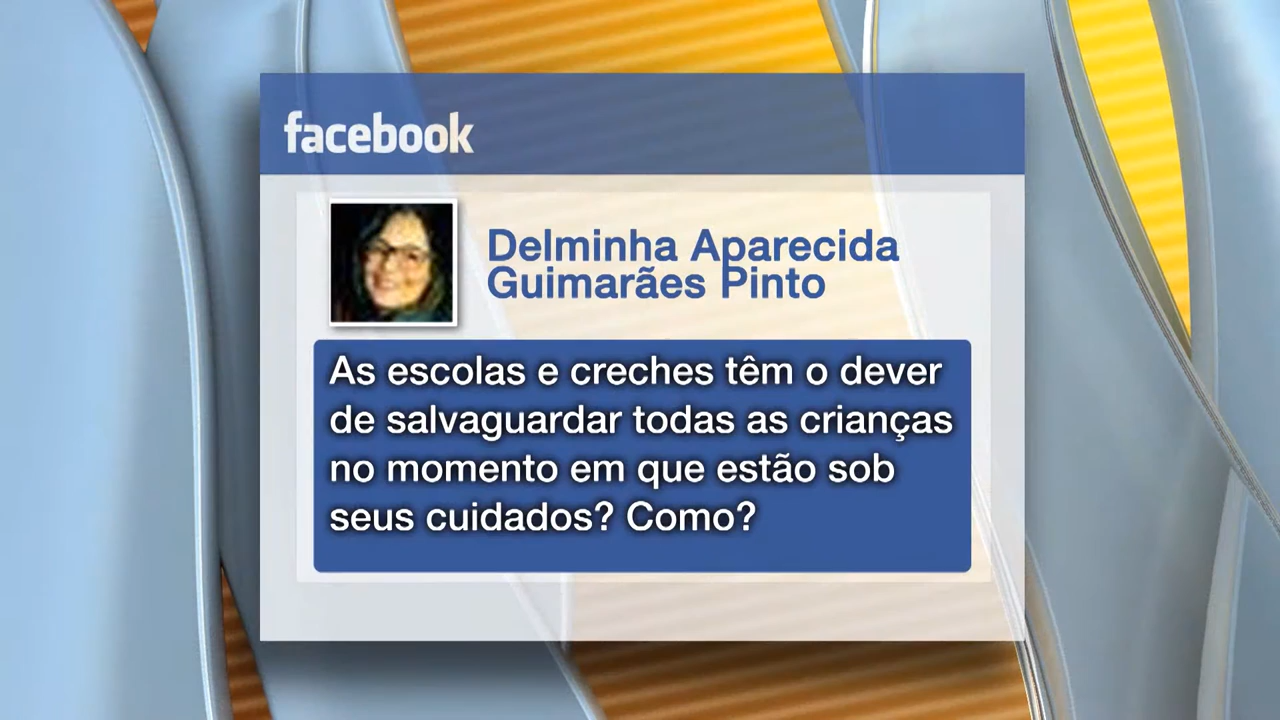 facebook
Delminha Aparecida
Guimarães Pinto
As escolas e creches têm o dever
de salvaguardar todas as crianças
no momento em que estão sob
seus cuidados? Como?